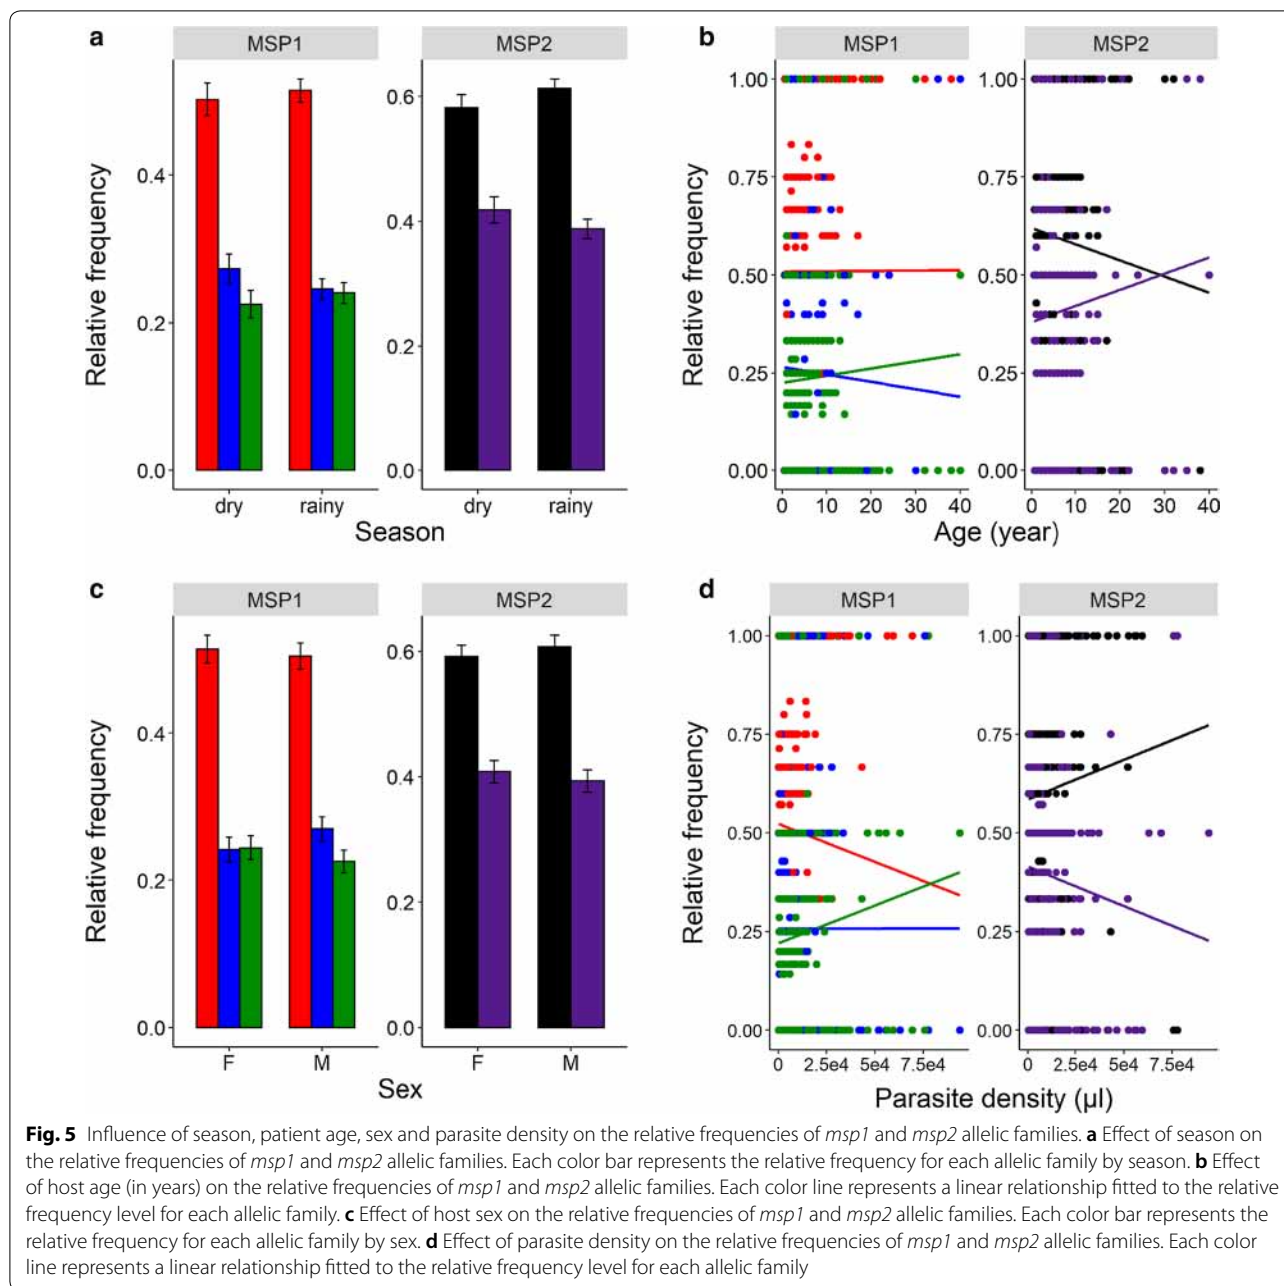 a
MSP1
MSP2
Relative frequency
0.4
0.2
0.0
0.6
0.4
0.2
0.0
dry
rainy
dry
rainy
Season
b
MSP1
MSP2
Relative frequency
1.00
0.75
0.50
0.25
0.00
1.00
0.75
0.50
0.25
0.00
0 10 20 30 40
0 10 20 30 40
Age (year)
c
MSP1
MSP2
Relative frequency
0.4
0.2
0.0
0.6
0.4
0.2
0.0
F
M
F
M
Sex
d
MSP1
MSP2
Relative frequency
1.00
0.75
0.50
0.25
0.00
1.00
0.75
0.50
0.25
0.00
0 2.5e4 5e4 7.5e4
0 2.5e4 5e4 7.5e4
Parasite density (µl)
Fig. 5 Influence of season, patient age, sex and parasite density on the relative frequencies of msp1 and msp2 allelic families. a Effect of season on
the relative frequencies of msp1 and msp2 allelic families. Each color bar represents the relative frequency for each allelic family by season. b Effect
of host age (in years) on the relative frequencies of msp1 and msp2 allelic families. Each color line represents a linear relationship fitted to the relative
frequency level for each allelic family. c Effect of host sex on the relative frequencies of msp1 and msp2 allelic families. Each color bar represents the
relative frequency for each allelic family by sex. d Effect of parasite density on the relative frequencies of msp1 and msp2 allelic families. Each color
line represents a linear relationship fitted to the relative frequency level for each allelic family